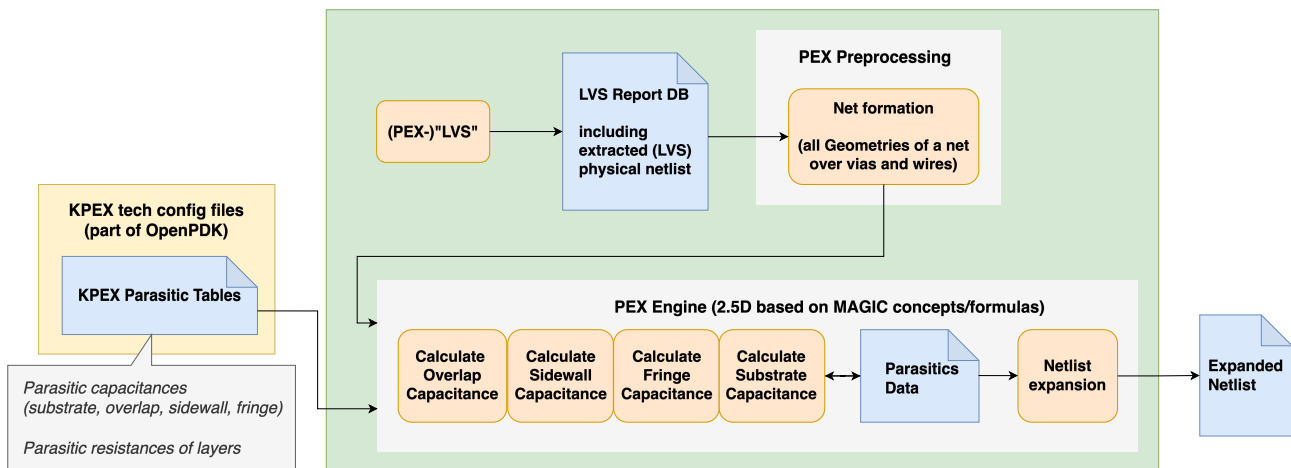 PEX Preprocessing
(PEX-)"LVS"
LVS Report DB
including
extracted (LVS)
physical netlist
Net formation
(all Geometries of a net
over vias and wires)
KPEX tech config files
(part of OpenPDK)
KPEX Parasitic Tables
Parasitic capacitances
(substrate, overlap, sidewall, fringe)
Parasitic resistances of layers
PEX Engine (2.5D based on MAGIC concepts/formulas)
Calculate
Overlap
Capacitance
Calculate
Sidewall
Capacitance
Calculate
Fringe
Capacitance
Calculate
Substrate
Capacitance
Parasitics
Data
Netlist
expansion
Expanded
Netlist